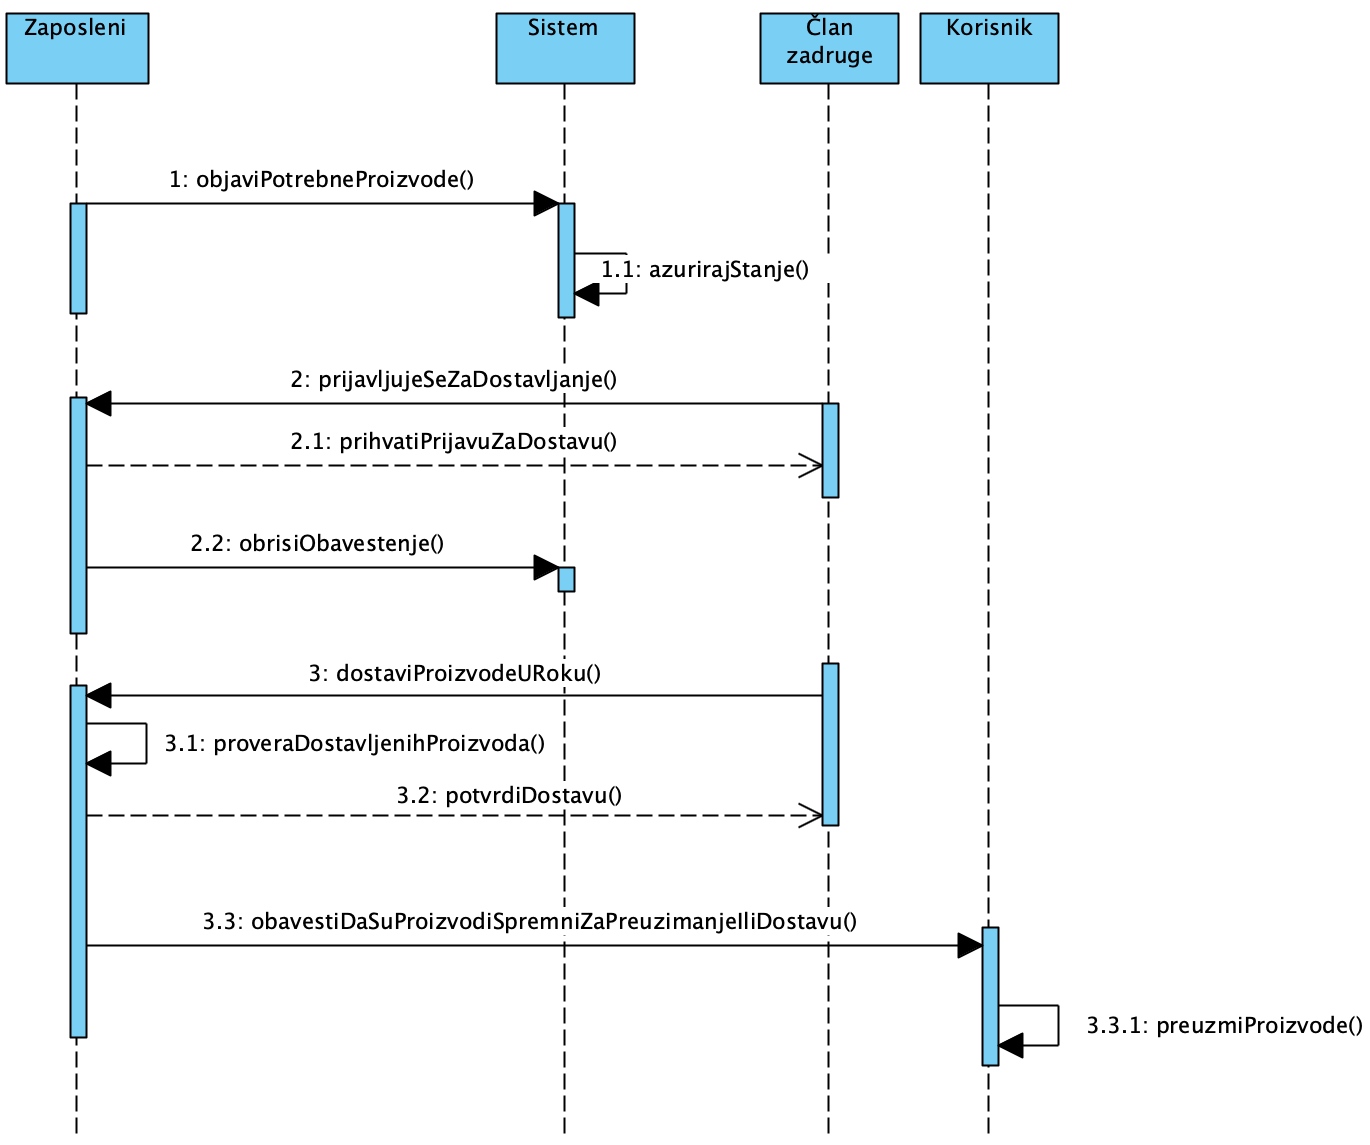 Zaposleni
Sistem
Član
zadruge
Korisnik
1: objaviPotrebneProizvode()
1.1: azurirajStanje()
2: prijavljujeSeZaDostavljanje()
2.1: prihvatiPrijavuZaDostavu()
2.2: obrisiObavestenje()
3: dostaviProizvodeURoku()
3.1: proveraDostavljenihProizvoda()
3.2: potvrdiDostavu()
3.3: obavestiDaSuProizvodiSpremniZaPreuzimanjeIliDostavu()
3.3.1: preuzmiProizvode()